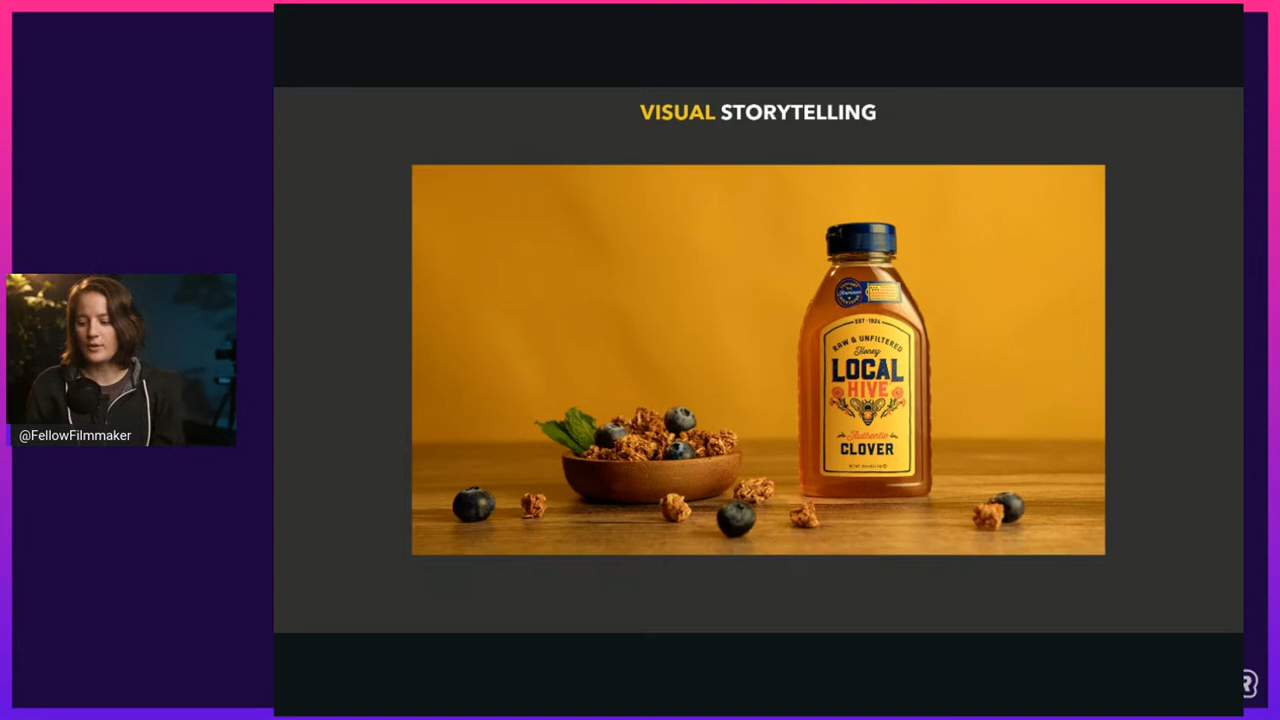 VISUAL STORYTELLING
EST 1924
RAW & UNFILTERED
Honey
LOCAL
HIVE
Authentic
CLOVER
@FellowFilmmaker